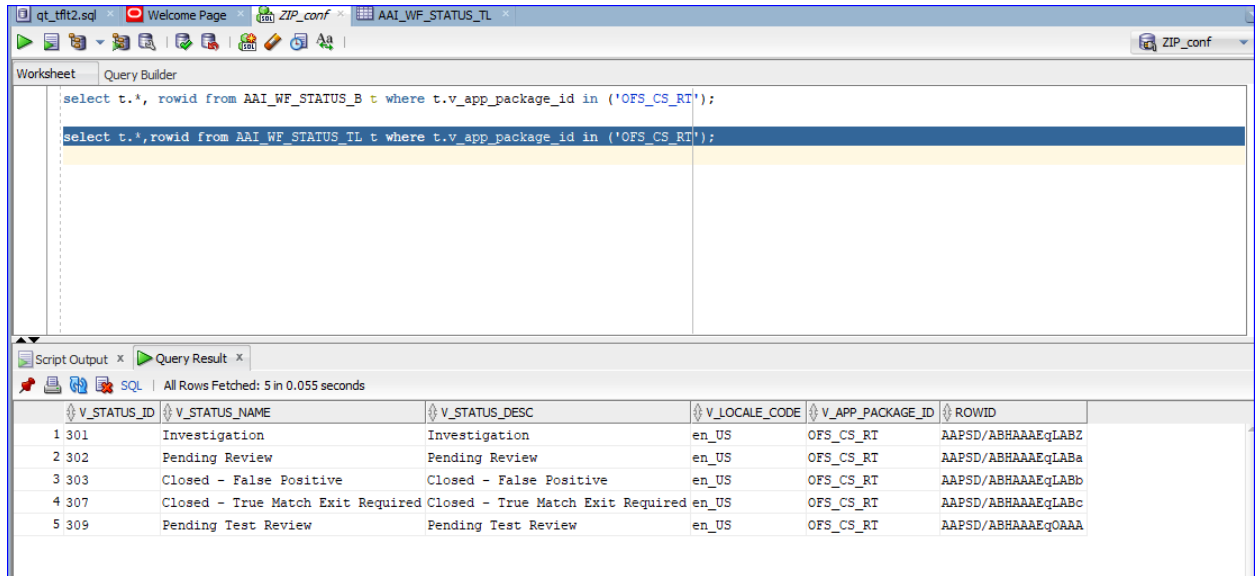 qt_tfit2.sql Welcome Page ZIP_conf AAI_WF_STATUS_TL
ZIP_conf
Worksheet Query Builder
select t.*, rowid from AAI_WF_STATUS_B t where t.v_app_package_id in ('OFS_CS_RT');
select t.*,rowid from AAI_WF_STATUS_TL t where t.v_app_package_id in ('OFS_CS_RT');
Script Output x Query Result x
SQL | All Rows Fetched: 5 in 0.055 seconds
V_STATUS_ID V_STATUS_NAME V_STATUS_DESC V_LOCALE_CODE V_APP_PACKAGE_ID ROWID
1 301 Investigation Investigation en_US OFS_CS_RT AAPSD/ABHAAAEqLABZ
2 302 Pending Review Pending Review en_US OFS_CS_RT AAPSD/ABHAAAEqLABa
3 303 Closed - False Positive Closed - False Positive en_US OFS_CS_RT AAPSD/ABHAAAEqLABb
4 307 Closed - True Match Exit Required Closed - True Match Exit Required en_US OFS_CS_RT AAPSD/ABHAAAEqLABc
5 309 Pending Test Review Pending Test Review en_US OFS_CS_RT AAPSD/ABHAAAEqOAAA